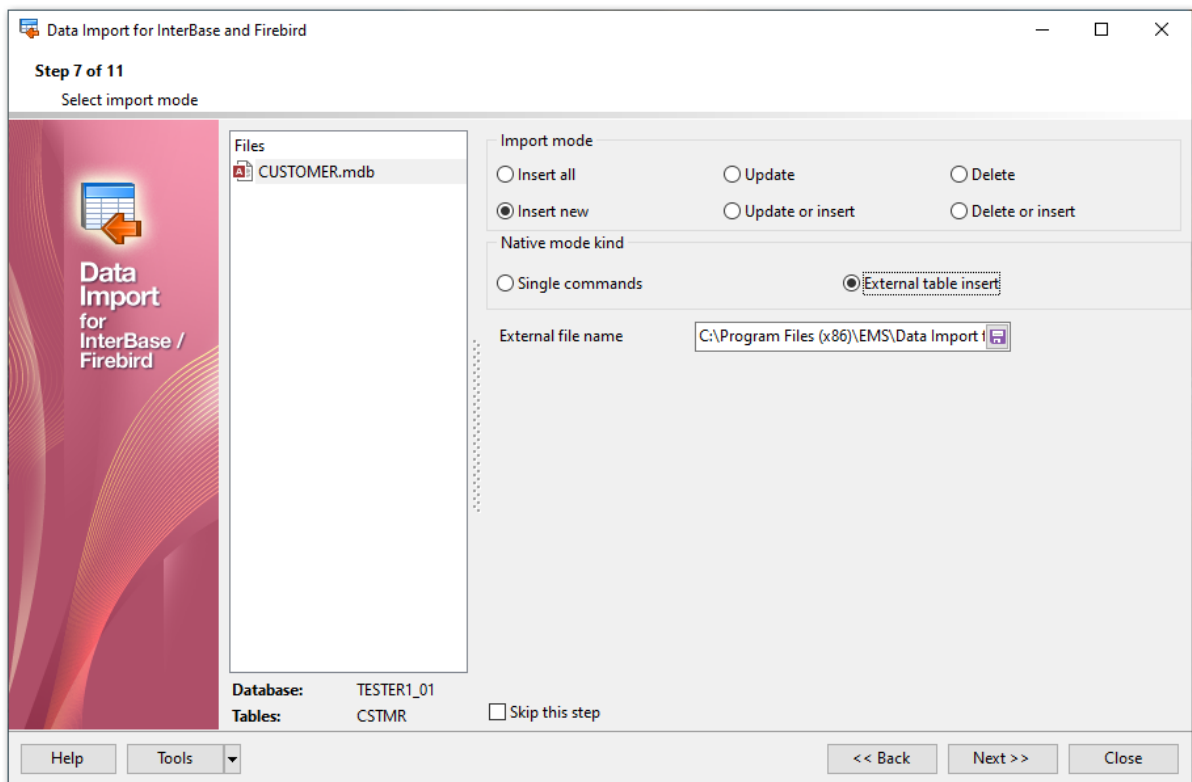 Data Import for InterBase and Firebird
Step 7 of 11
Select import mode
Data
Import
for
InterBase /
Firebird
Files
CUSTOMER.mdb
Database: TESTER1_01
Tables: CSTMR
Import mode
Insert all Update Delete
Insert new Update or insert Delete or insert
Native mode kind
Single commands External table insert
External file name C:\Program Files (x86)\EMS\Data Import
Skip this step
Help Tools << Back Next >> Close